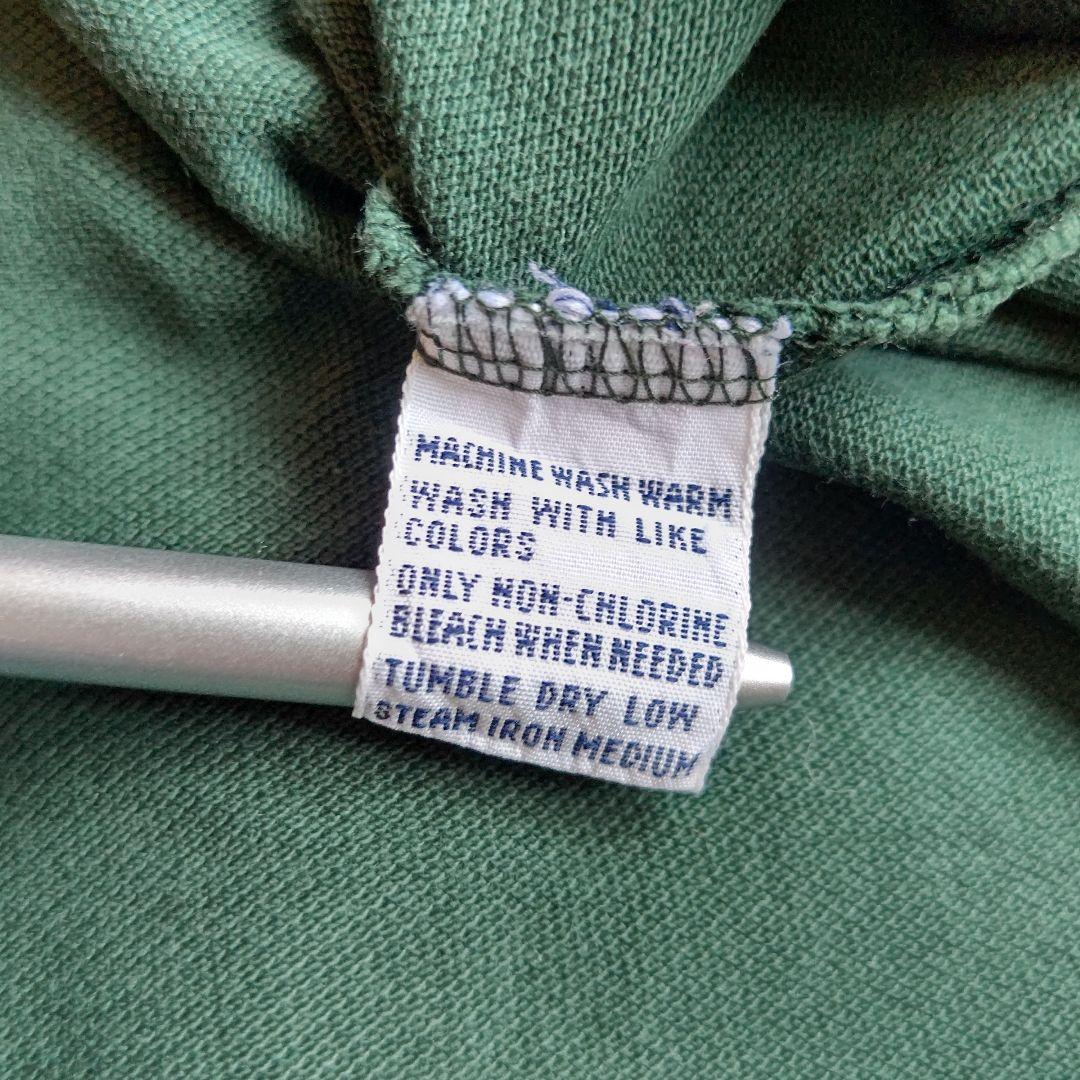 MACHINE WASH WARM
WASH WITH LIKE
COLORS
ONLY NON-CHLORINE
BLEACH WHEN NEEDED
TUMBLE DRY LOW
STEAM IRON MEDIUM